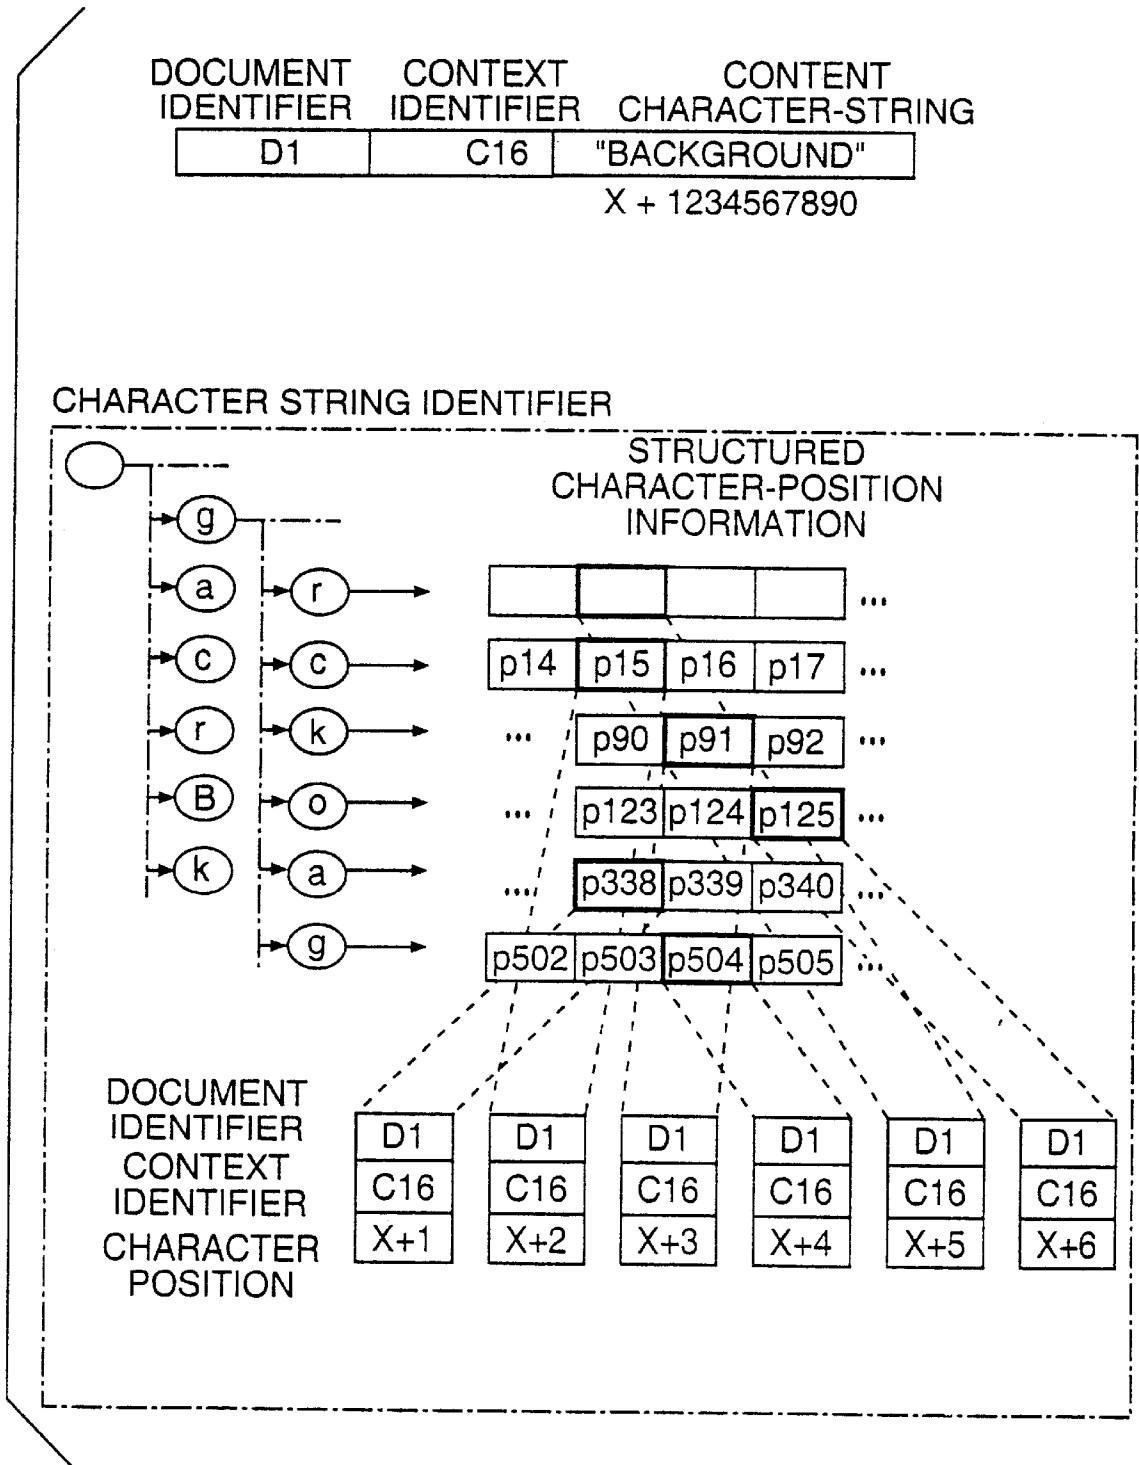 DOCUMENT IDENTIFIER CONTEXT IDENTIFIER CONTENT CHARACTER-STRING
D1 C16 "BACKGROUND"
X + 1234567890
CHARACTER STRING IDENTIFIER
STRUCTURED
CHARACTER-POSITION
INFORMATION
g
a r ...
c c p14 p15 p16 p17 ...
r k ... p90 p91 p92 ...
B o ... p123 p124 p125 ...
k a .... p338 p339 p340 ...
g p502 p503 p504 p505 ...
DOCUMENT
IDENTIFIER
D1 D1 D1 D1 D1 D1
CONTEXT
IDENTIFIER
C16 C16 C16 C16 C16 C16
CHARACTER
POSITION
X+1 X+2 X+3 X+4 X+5 X+6